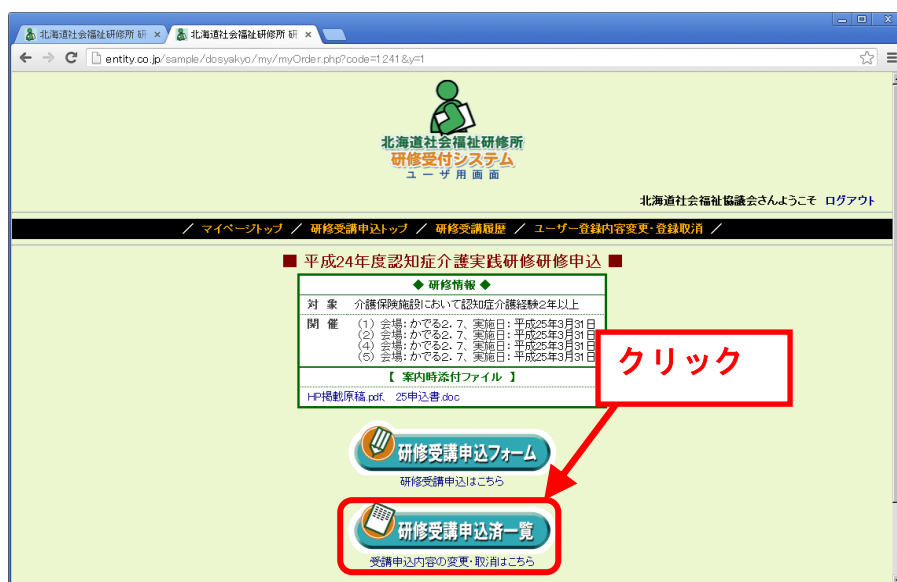 北海道社会福祉研修所 研
北海道社会福祉研修所 研
entity.co.jp/sample/dosyakyo/my/myOrder.php?code=1241&y=1
北海道社会福祉研修所
研修受付システム
ユーザ用画面
北海道社会福祉協議会さんようこそ ログアウト
／ マイページトップ ／ 研修受講申込トップ ／ 研修受講履歴 ／ ユーザー登録内容変更・登録取消 ／
■ 平成24年度認知症介護実践研修研修申込 ■
◆ 研修情報 ◆
対 象 介護保険施設において認知症介護経験2年以上
開 催 (1) 会場：かでる2．7、実施日：平成25年3月31日
(2) 会場：かでる2．7、実施日：平成25年3月31日
(4) 会場：かでる2．7、実施日：平成25年3月31日
(5) 会場：かでる2．7、実施日：平成25年3月31日
【 案内時添付ファイル 】
HP掲載原稿.pdf、 25申込書.doc
クリック
研修受講申込フォーム
研修受講申込はこちら
研修受講申込済一覧
受講申込内容の変更・取消はこちら